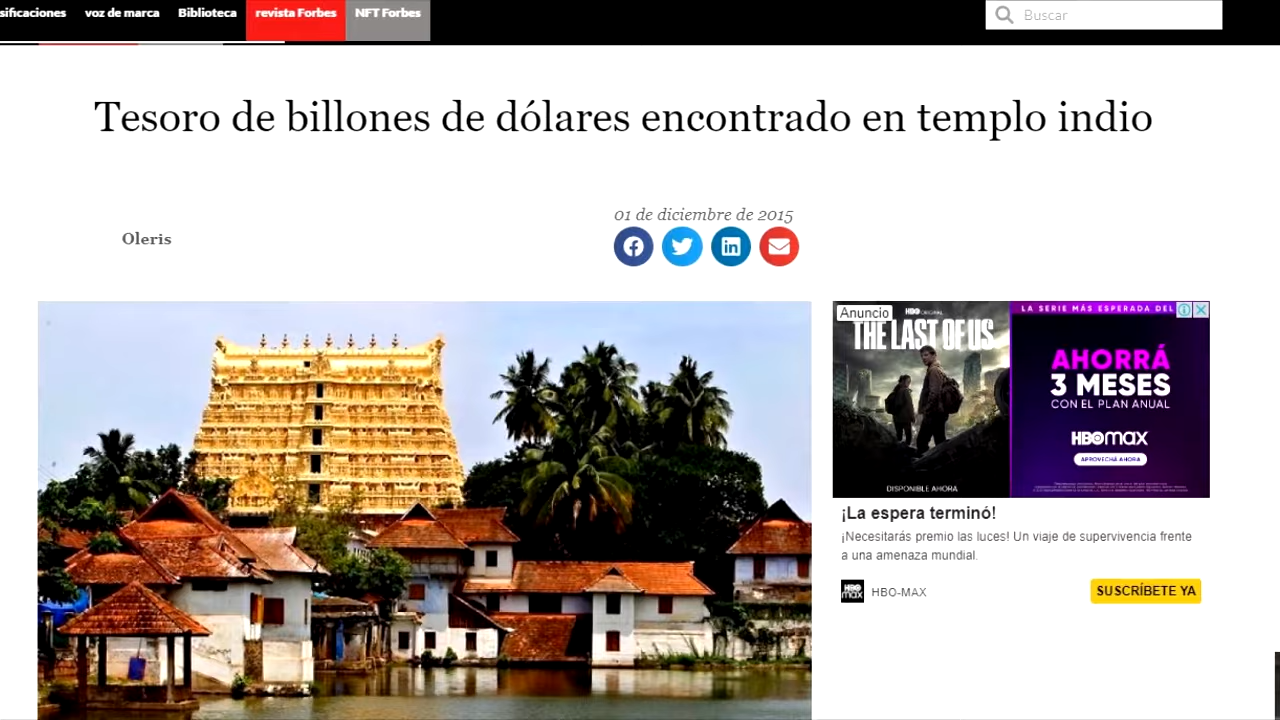 sificaciones voz de marca Biblioteca revista Forbes NFT Forbes
Buscar
Tesoro de billones de dólares encontrado en templo indio
01 de diciembre de 2015
Oleris
Anuncio
HBO ORIGINAL
THE LAST OF US
DISPONIBLE AHORA
LA SERIE MÁS ESPERADA DEL
AHORRÁ
3 MESES
CON EL PLAN ANUAL
HBOmax
APROVECHÁ AHORA
¡La espera terminó!
¡Necesitarás premio las luces! Un viaje de supervivencia frente
a una amenaza mundial.
HBO max
HBO-MAX
SUSCRÍBETE YA